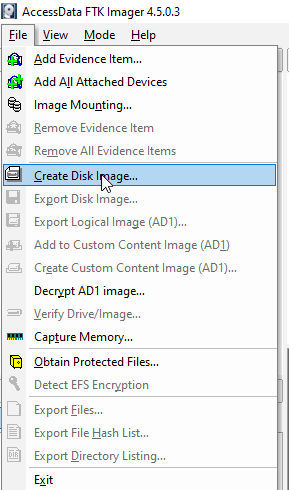 AccessData FTK Imager 4.5.0.3
File View Mode Help
Add Evidence Item...
Add All Attached Devices
Image Mounting...
Remove Evidence Item
Remove All Evidence Items
Create Disk Image...
Export Disk Image...
Export Logical Image (AD1)...
Add to Custom Content Image (AD1)
Create Custom Content Image (AD1)...
Decrypt AD1 image...
Verify Drive/Image...
Capture Memory...
Obtain Protected Files...
Detect EFS Encryption
Export Files...
Export File Hash List...
Export Directory Listing...
Exit